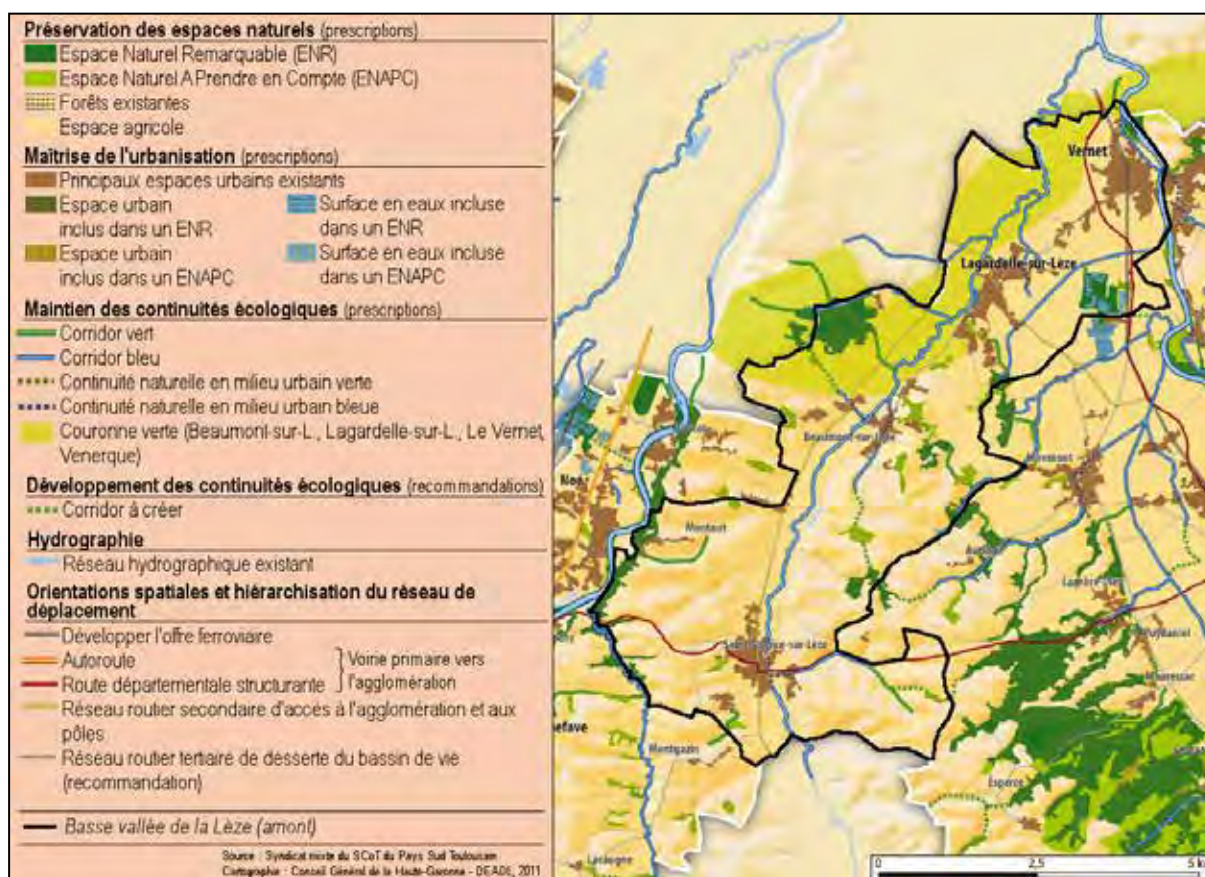 Préservation des espaces naturels (prescriptions)
Espace Naturel Remarquable (ENR)
Espace Naturel A Prendre en Compte (ENAPC)
Forêts existantes
Espace agricole
Maîtrise de l'urbanisation (prescriptions)
Principaux espaces urbains existants
Espace urbain
inclus dans un ENR
Surface en eaux incluse
dans un ENR
Espace urbain
inclus dans un ENAPC
Surface en eaux incluse
dans un ENAPC
Maintien des continuités écologiques (prescriptions)
Corridor vert
Corridor bleu
Continuité naturelle en milieu urbain verte
Continuité naturelle en milieu urbain bleue
Couronne verte (Beaumont-sur-L., Lagardelle-sur-L., Le Vernet,
Venerque)
Développement des continuités écologiques (recommandations)
Corridor à créer
Hydrographie
Réseau hydrographique existant
Orientations spatiales et hiérarchisation du réseau de
déplacement
Développer l'offre ferroviaire
Autoroute
Route départementale structurante
Voirie primaire vers
l'agglomération
Réseau routier secondaire d'accès à l'agglomération et aux
pôles
Réseau routier tertiaire de desserte du bassin de vie
(recommandation)
Basse vallée de la Lèze (amont)
Source : Syndicat mixte du SCoT du Pays Sud Toulousain
Cartographie : Conseil Général de la Haute-Garonne - DEADL, 2011
Vernet
Lagardelle-sur-Lèze
Beaumont-sur-Lèze
Miremont
Montaut
Puydaniel
Mauressac
Montgazin
Esperce
0 2,5 5 k